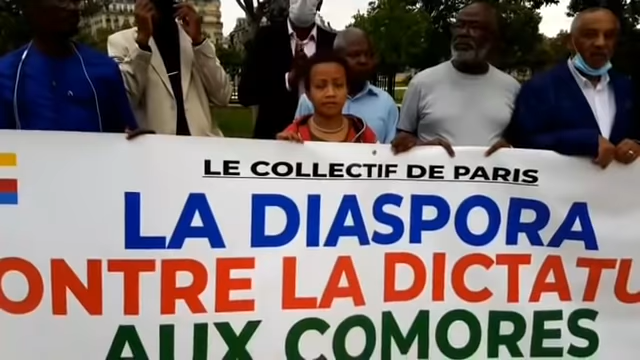 LE COLLECTIF DE PARIS
LA DIASPORA
ONTRE LA DICTATU
AUX COMORES